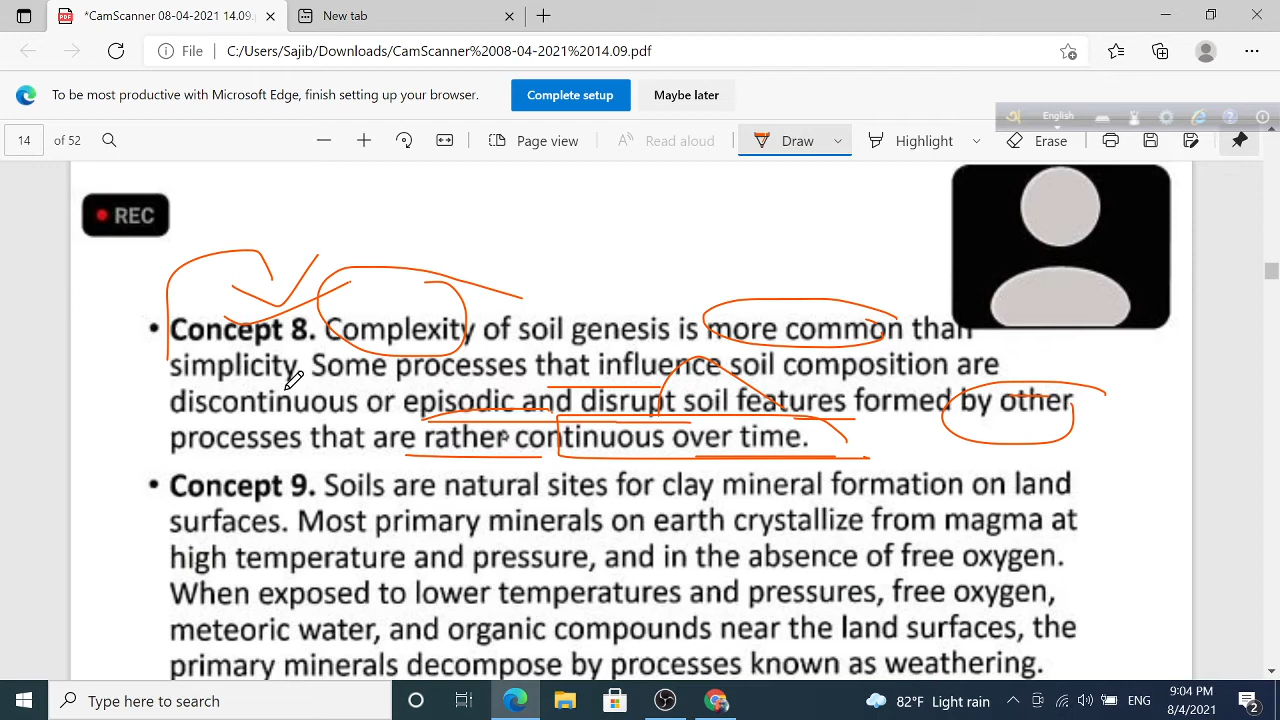 *CamScanner 08-04-2021 14.09.
New tab
File
C:/Users/Sajib/Downloads/CamScanner%2008-04-2021%2014.09.pdf
To be most productive with Microsoft Edge, finish setting up your browser.
Complete setup
Maybe later
English
14 of 52
Page view
Read aloud
Draw
Highlight
Erase
REC
• Concept 8. Complexity of soil genesis is more common than
simplicity. Some processes that influence soil composition are
discontinuous or episodic and disrupt soil features formed by other
processes that are rather continuous over time.
• Concept 9. Soils are natural sites for clay mineral formation on land
surfaces. Most primary minerals on earth crystallize from magma at
high temperature and pressure, and in the absence of free oxygen.
When exposed to lower temperatures and pressures, free oxygen,
meteoric water, and organic compounds near the land surfaces, the
primary minerals decompose by processes known as weathering.
Type here to search
82°F Light rain
ENG
9:04 PM
8/4/2021
2